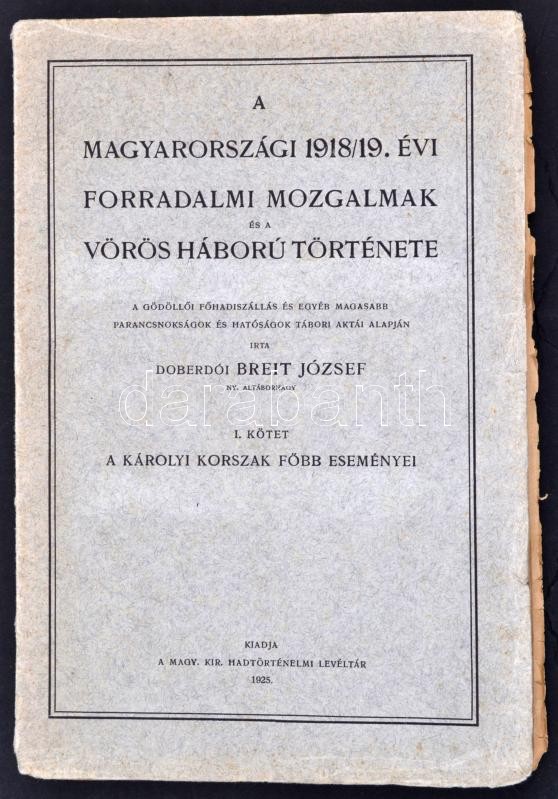 A
MAGYARORSZÁGI 1918/19. ÉVI
FORRADALMI MOZGALMAK
ÉS A
VÖRÖS HÁBORÚ TÖRTÉNETE
A GÖDÖLLŐI FŐHADISZÁLLÁS ÉS EGYÉB MAGASABB
PARANCSNOKSÁGOK ÉS HATÓSÁGOK TÁBORI AKTÁI ALAPJÁN
IRTA
DOBERDÓI BREIT JÓZSEF
NY. ALTÁBORNAGY
darabanth
I. KÖTET
A KÁROLYI KORSZAK FŐBB ESEMÉNYEI
KIADJA
A MAGY. KIR. HADTÖRTÉNELMI LEVÉLTÁR
1925.